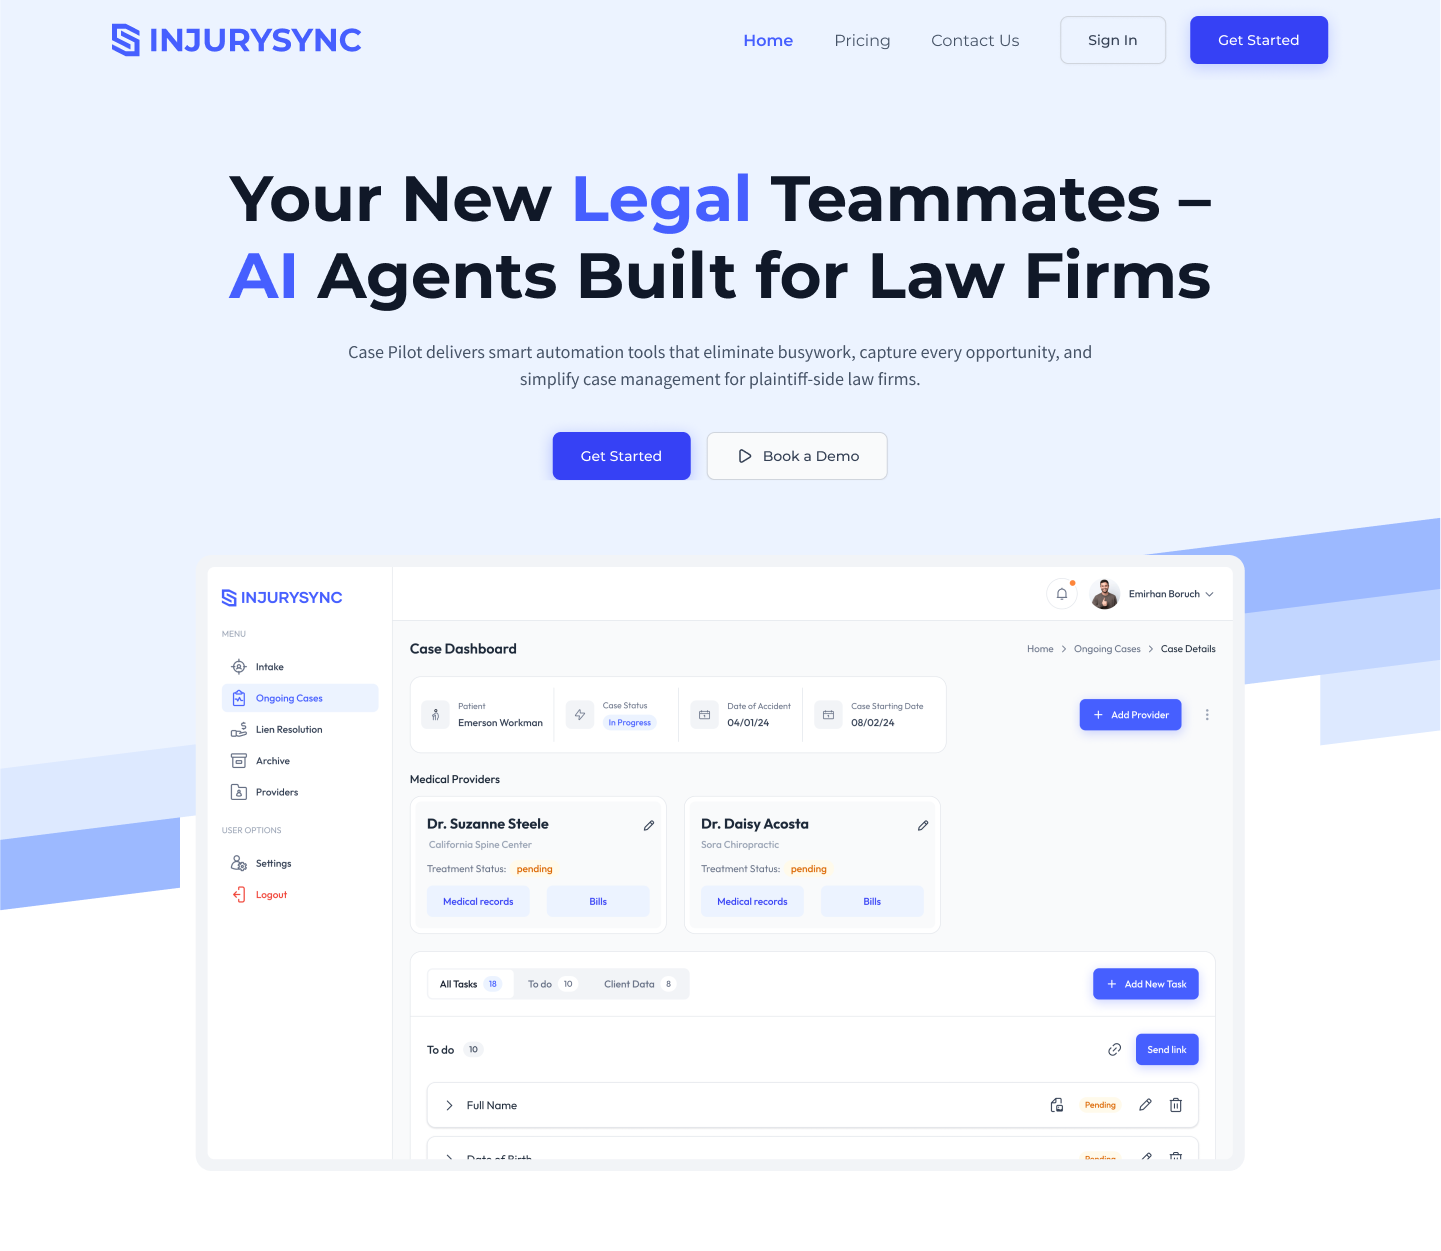 INJURYSYNC
Home
Pricing
Contact Us
Sign In
Get Started
Your New Legal Teammates –
AI Agents Built for Law Firms
Case Pilot delivers smart automation tools that eliminate busywork, capture every opportunity, and
simplify case management for plaintiff-side law firms.
Get Started
Book a Demo
INJURYSYNC
Emirhan Boruch
MENU
Intake
Ongoing Cases
Lien Resolution
Archive
Providers
USER OPTIONS
Settings
Logout
Case Dashboard
Home > Ongoing Cases > Case Details
Patient
Emerson Workman
Case Status
In Progress
Date of Accident
04/01/24
Case Starting Date
08/02/24
+ Add Provider
Medical Providers
Dr. Suzanne Steele
California Spine Center
Treatment Status: pending
Medical records
Bills
Dr. Daisy Acosta
Sora Chiropractic
Treatment Status: pending
Medical records
Bills
All Tasks 18
To do 10
Client Data 8
+ Add New Task
To do 10
Send link
Full Name
Pending
Date of Birth
Pending